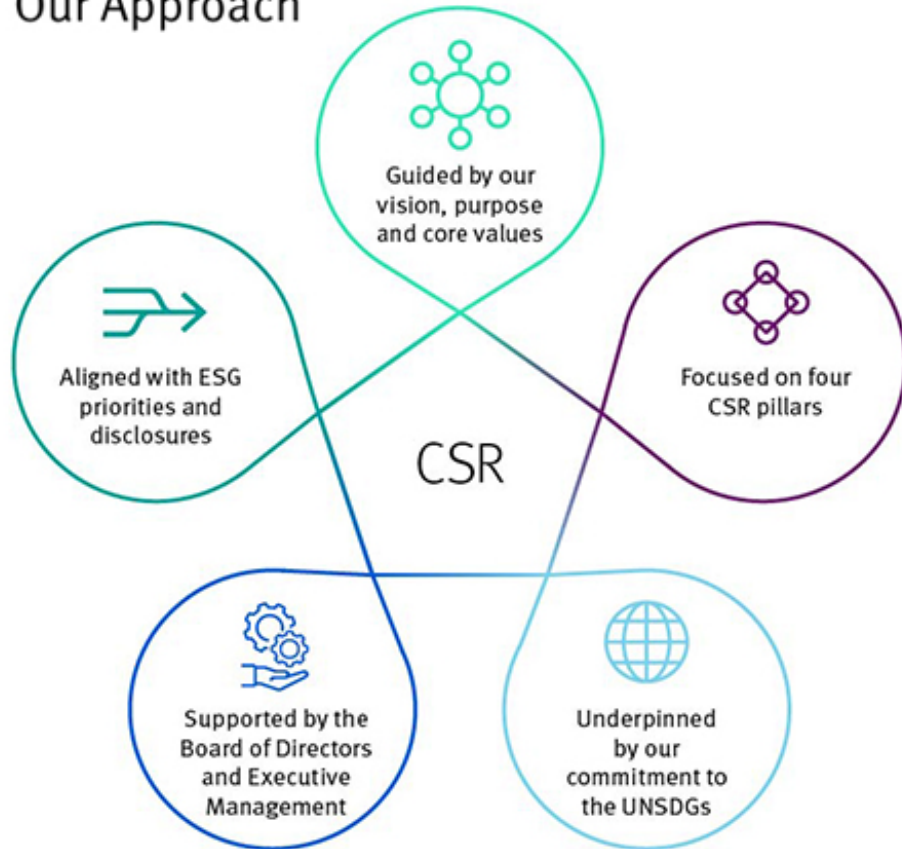 Our Approach
Guided by our
vision, purpose
and core values
Aligned with ESG
priorities and
disclosures
Focused on four
CSR pillars
CSR
Supported by the
Board of Directors
and Executive
Management
Underpinned
by our
commitment to
the UNSDGs